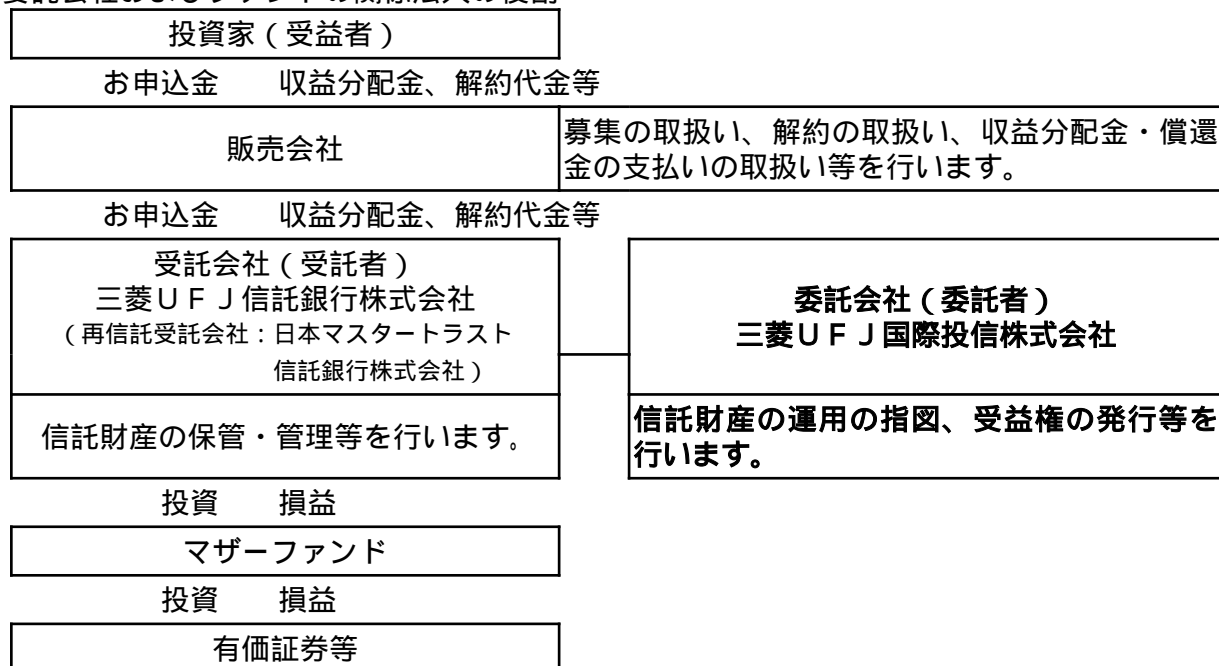 投資家（受益者）
お申込金　　収益分配金、解約代金等
販売会社
募集の取扱い、解約の取扱い、収益分配金・償還
金の支払いの取扱い等を行います。
お申込金　　収益分配金、解約代金等
受託会社（受託者）
三菱ＵＦＪ信託銀行株式会社
（再信託受託会社：日本マスタートラスト
信託銀行株式会社）
委託会社（委託者）
三菱ＵＦＪ国際投信株式会社
信託財産の保管・管理等を行います。
信託財産の運用の指図、受益権の発行等を
行います。
投資　　損益
マザーファンド
投資　　損益
有価証券等